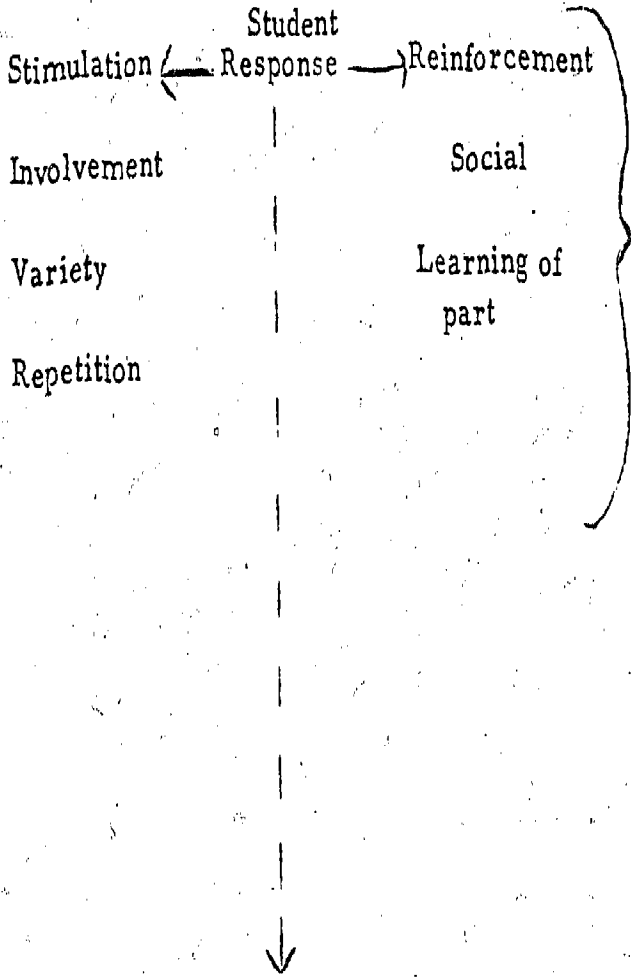 Student
Stimulation Response Reinforcement
Involvement Social
Variety Learning of
part
Repetition